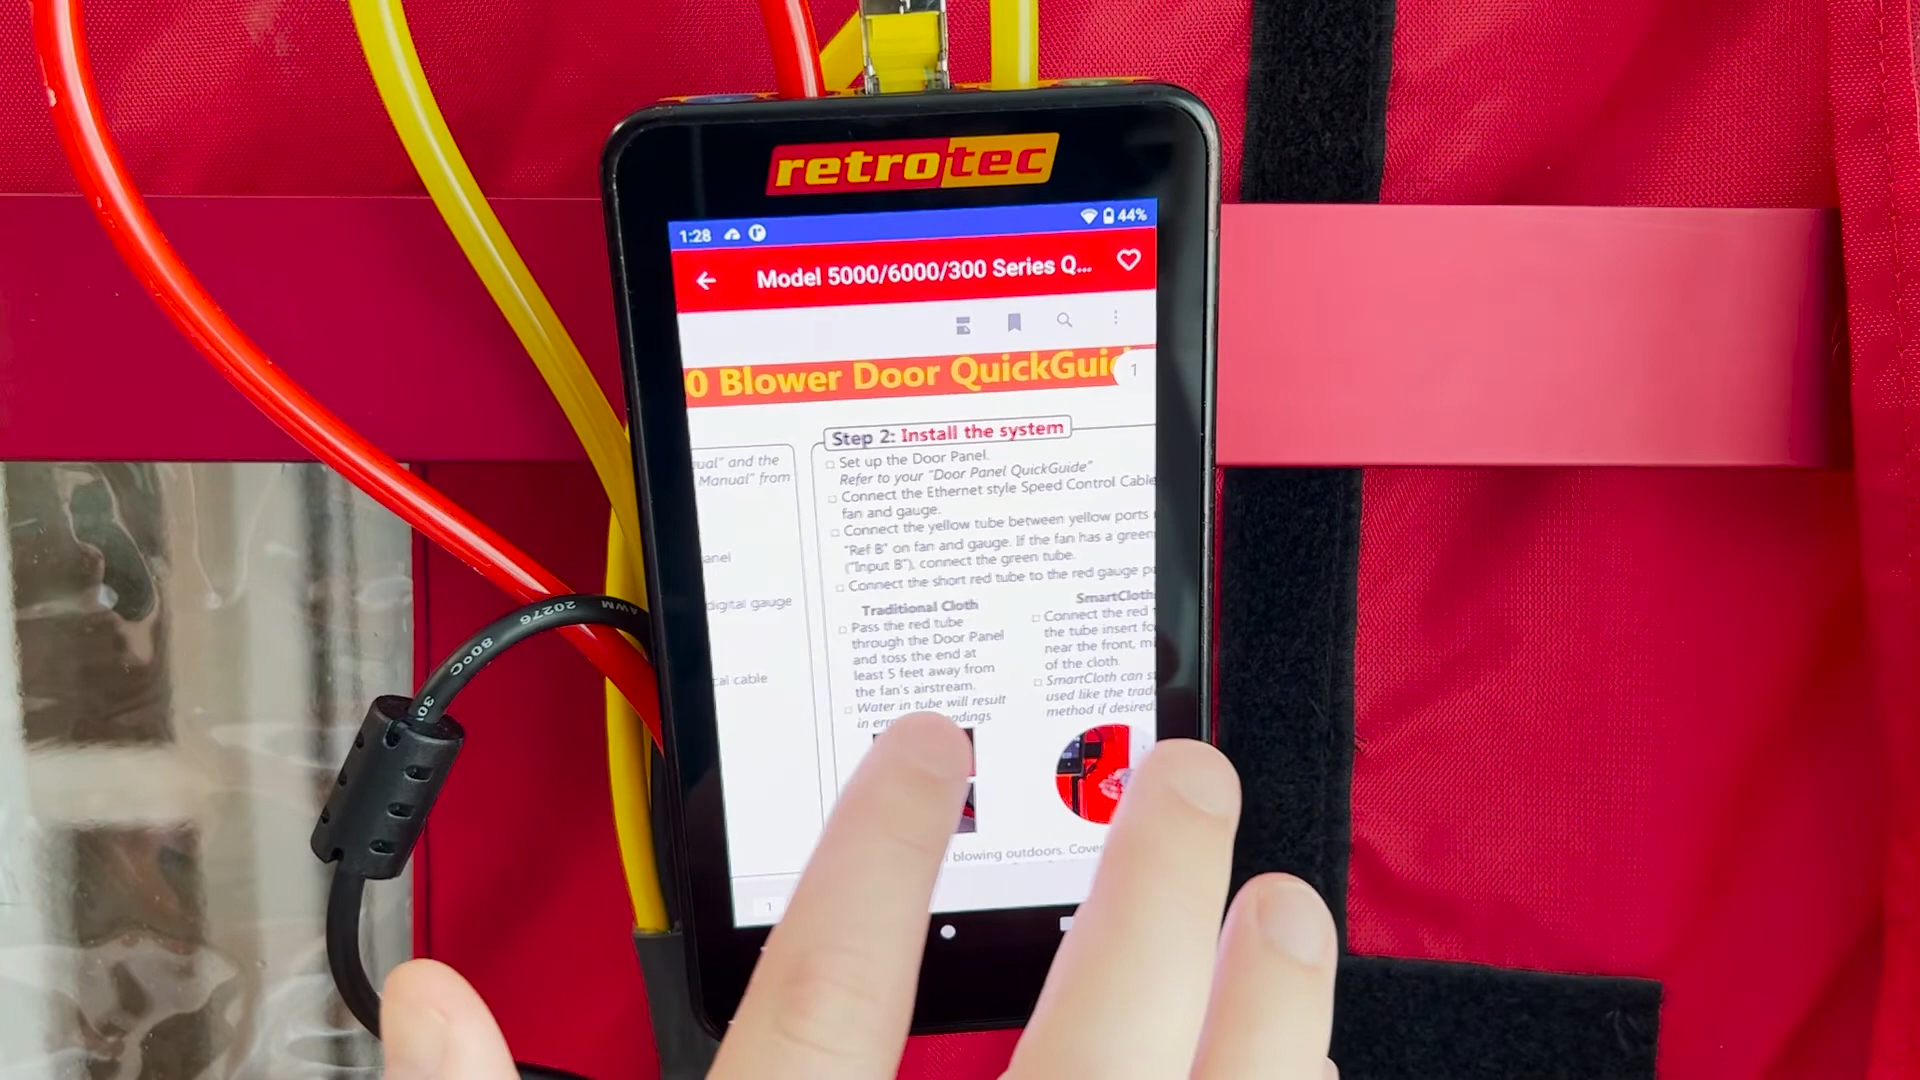 retrotec
1:28
44%
Model 5000/6000/300 Series Q...
0 Blower Door QuickGui
1
Step 2: Install the system
ual" and the
Manual" from
anel
digital gauge
cal cable
Set up the Door Panel.
Refer to your "Door Panel QuickGuide"
Connect the Ethernet style Speed Control Cable
fan and gauge.
Connect the yellow tube between yellow ports
"Ref B" on fan and gauge. If the fan has a green
("Input B"), connect the green tube.
Connect the short red tube to the red gauge p
Traditional Cloth
Pass the red tube
through the Door Panel
and toss the end at
least 5 feet away from
the fan's airstream.
Water in tube will result
in err adings
SmartCloth
Connect the red
the tube insert fo
near the front, m
of the cloth.
SmartCloth can s
used like the trad
method if desired.
blowing outdoors. Cover
1
AWM 20276 80°C 30